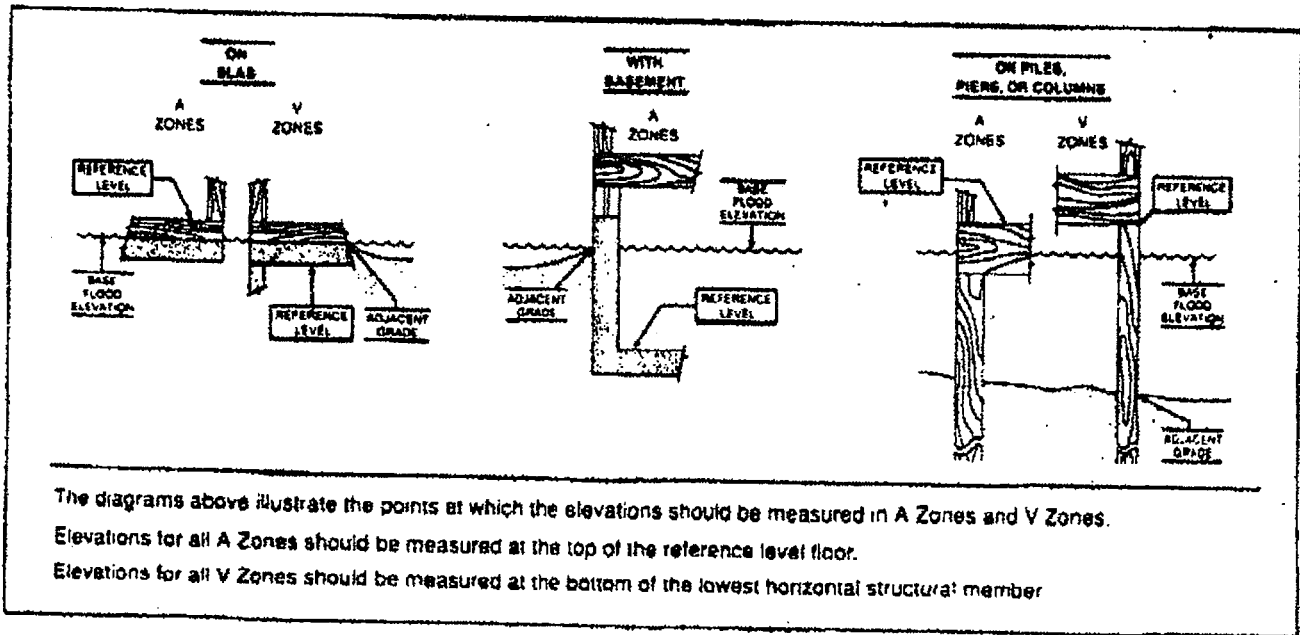 ON
SLAB
A
ZONES
V
ZONES
REFERENCE
LEVEL
BASE
FLOOD
ELEVATION
REFERENCE
LEVEL
ADJACENT
GRADE
WITH
BASEMENT
A
ZONES
BASE
FLOOD
ELEVATION
ADJACENT
GRADE
REFERENCE
LEVEL
ON PILES,
PIERS, OR COLUMNS
A
ZONES
V
ZONES
REFERENCE
LEVEL
REFERENCE
LEVEL
BASE
FLOOD
ELEVATION
ADJACENT
GRADE
The diagrams above illustrate the points at which the elevations should be measured in A Zones and V Zones.
Elevations for all A Zones should be measured at the top of the reference level floor.
Elevations for all V Zones should be measured at the bottom of the lowest horizontal structural member